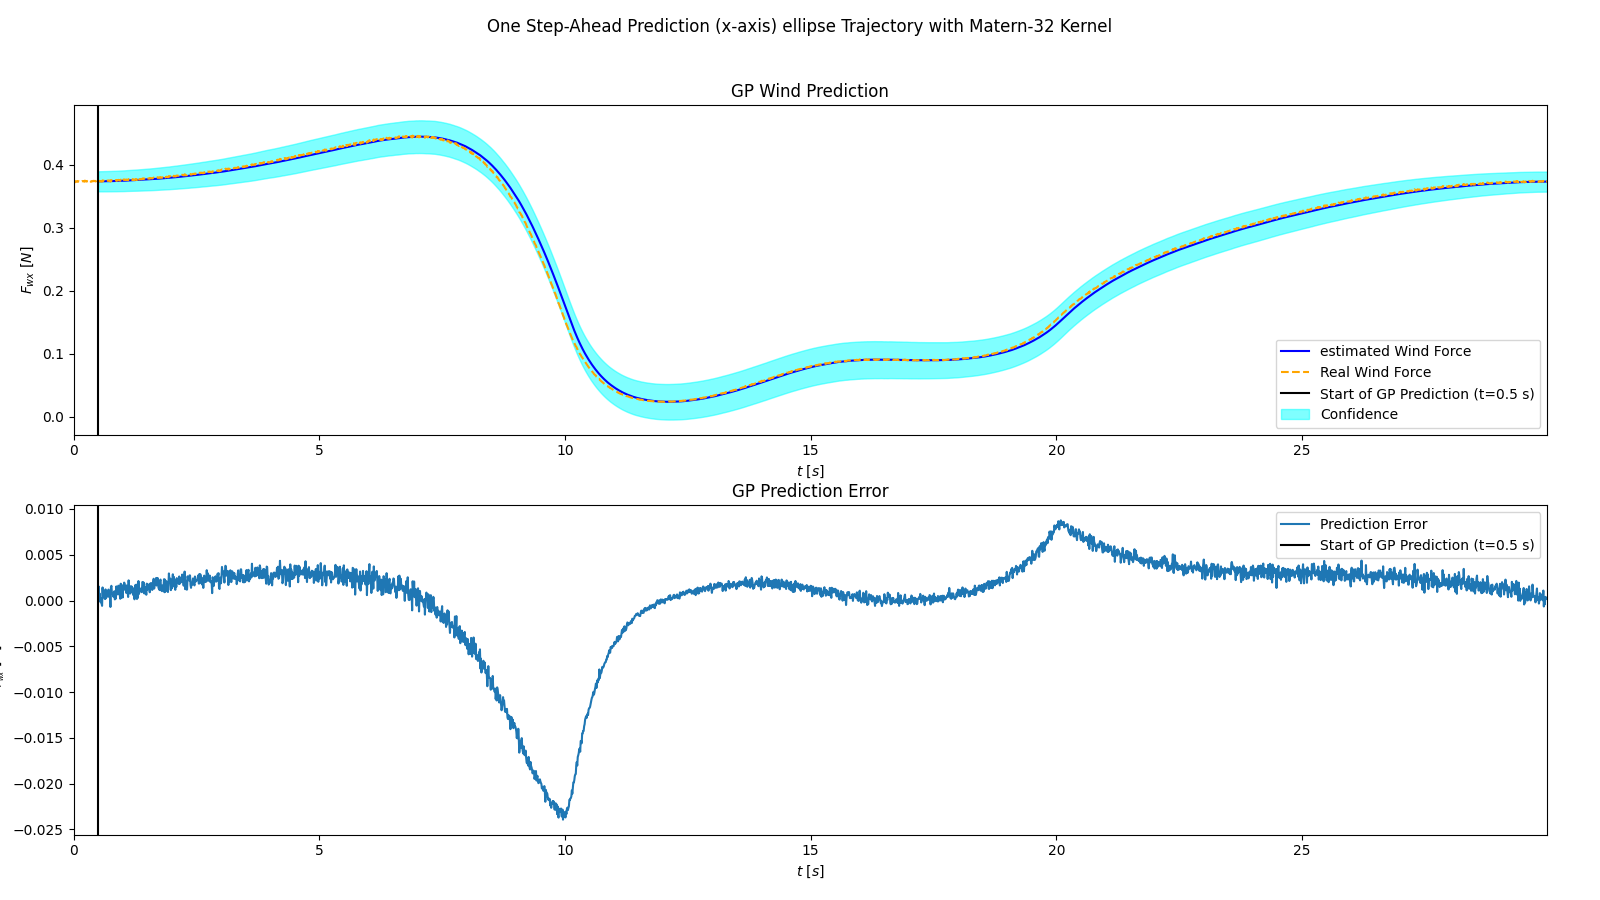 One Step-Ahead Prediction (x-axis) ellipse Trajectory with Matern-32 Kernel
GP Wind Prediction
0.4
0.3
0.2
0.1
0.0
F_wx [N]
estimated Wind Force
Real Wind Force
Start of GP Prediction (t=0.5 s)
Confidence
0 5 10 15 20 25
t [s]
GP Prediction Error
0.010
0.005
0.000
−0.005
−0.010
−0.015
−0.020
−0.025
Prediction Error
Start of GP Prediction (t=0.5 s)
0 5 10 15 20 25
t [s]